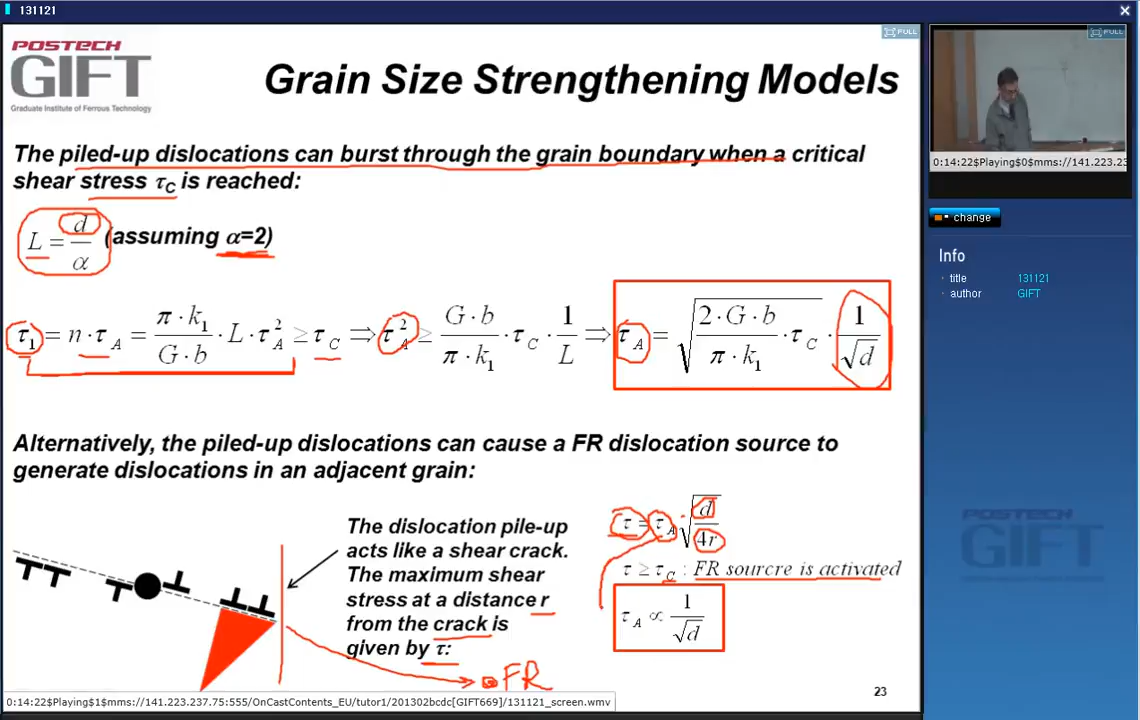 131121
POSTECH
GIFT
Graduate Institute of Ferrous Technology
Grain Size Strengthening Models
FULL
FULL
The piled-up dislocations can burst through the grain boundary when a critical
shear stress τC is reached:
L = d/α (assuming α=2)
τ1 = n · τA = π · k1 / G · b · L · τA² ≥ τC ⇒ τA² ≥ G · b / π · k1 · τC · 1/L ⇒ τA = √(2 · G · b / π · k1 · τC) · 1/√d
Alternatively, the piled-up dislocations can cause a FR dislocation source to
generate dislocations in an adjacent grain:
The dislocation pile-up
acts like a shear crack.
The maximum shear
stress at a distance r
from the crack is
given by τ:
τ = τA √(d/4r)
τ ≥ τC : FR sourcre is activated
τA ∝ 1/√d
FR
23
0:14:22$Playing$1$mms://141.223.237.75:555/OnCastContents_EU/tutor1/201302bcdc[GIFT669]/131121_screen.wmv
0:14:22$Playing$0$mms://141.223.23
change
Info
title 131121
author GIFT
GIFT